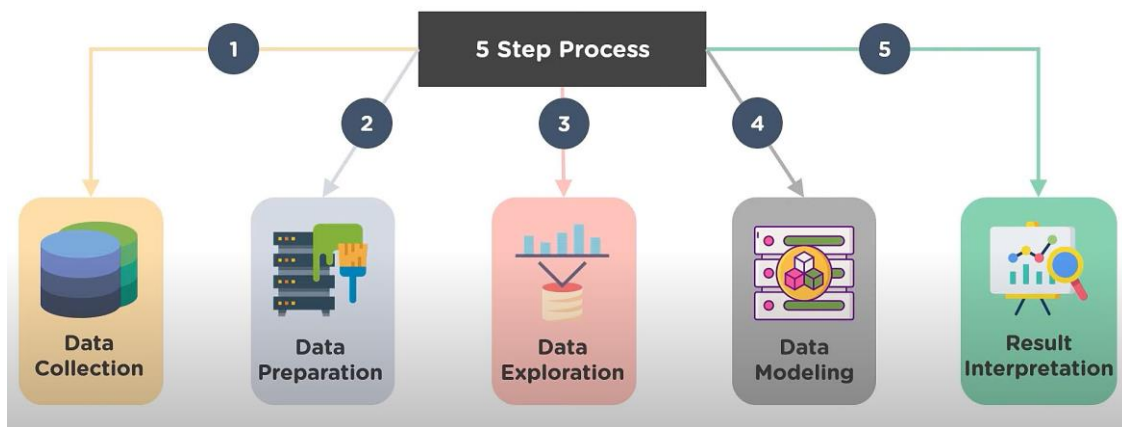 5 Step Process
1
2
3
4
5
Data
Collection
Data
Preparation
Data
Exploration
Data
Modeling
Result
Interpretation